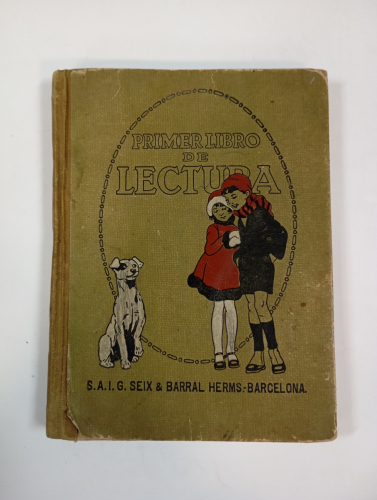 PRIMER LIBRO
DE
LECTURA
S.A.I.G. SEIX & BARRAL HERMS.-BARCELONA.